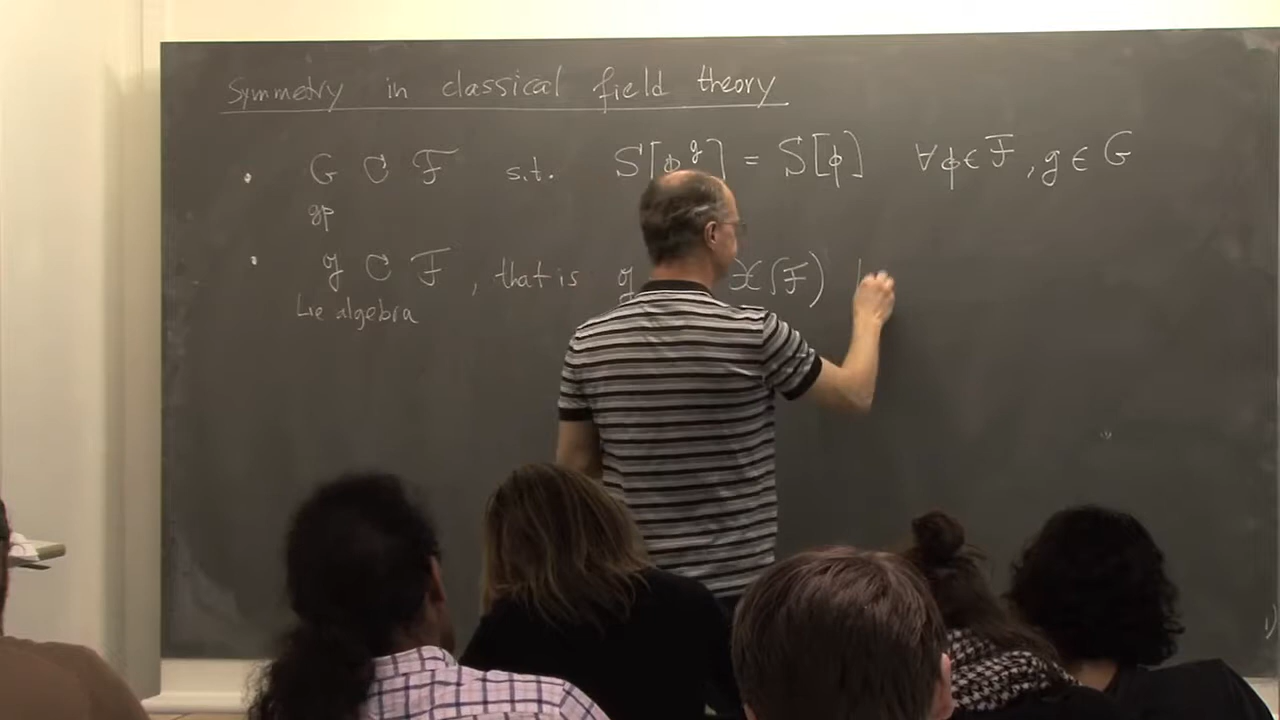 Symmetry in classical field theory
• G ↻ F s.t. S[ϕ^g] = S[ϕ] ∀ϕ∈F, g∈G
gp
• 𝔤 ↻ F, that is 𝔤 X(F)
Lie algebra